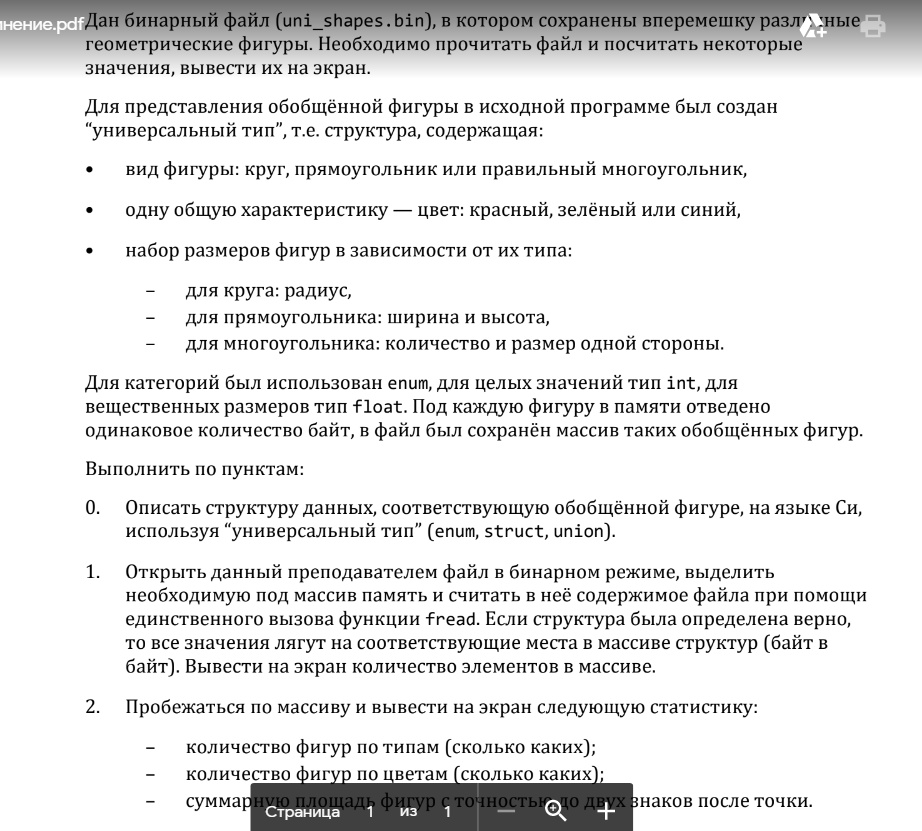 нение.pdf
Дан бинарный файл (uni_shapes.bin), в котором сохранены вперемешку различные
геометрические фигуры. Необходимо прочитать файл и посчитать некоторые
значения, вывести их на экран.
Для представления обобщённой фигуры в исходной программе был создан
“универсальный тип”, т.е. структура, содержащая:
• вид фигуры: круг, прямоугольник или правильный многоугольник,
• одну общую характеристику — цвет: красный, зелёный или синий,
• набор размеров фигур в зависимости от их типа:
– для круга: радиус,
– для прямоугольника: ширина и высота,
– для многоугольника: количество и размер одной стороны.
Для категорий был использован enum, для целых значений тип int, для
вещественных размеров тип float. Под каждую фигуру в памяти отведено
одинаковое количество байт, в файл был сохранён массив таких обобщённых фигур.
Выполнить по пунктам:
0. Описать структуру данных, соответствующую обобщённой фигуре, на языке Си,
используя “универсальный тип” (enum, struct, union).
1. Открыть данный преподавателем файл в бинарном режиме, выделить
необходимую под массив память и считать в неё содержимое файла при помощи
единственного вызова функции fread. Если структура была определена верно,
то все значения лягут на соответствующие места в массиве структур (байт в
байт). Вывести на экран количество элементов в массиве.
2. Пробежаться по массиву и вывести на экран следующую статистику:
– количество фигур по типам (сколько каких);
– количество фигур по цветам (сколько каких);
– суммарную площадь фигур с точностью до двух знаков после точки.
Страница 1 из 1